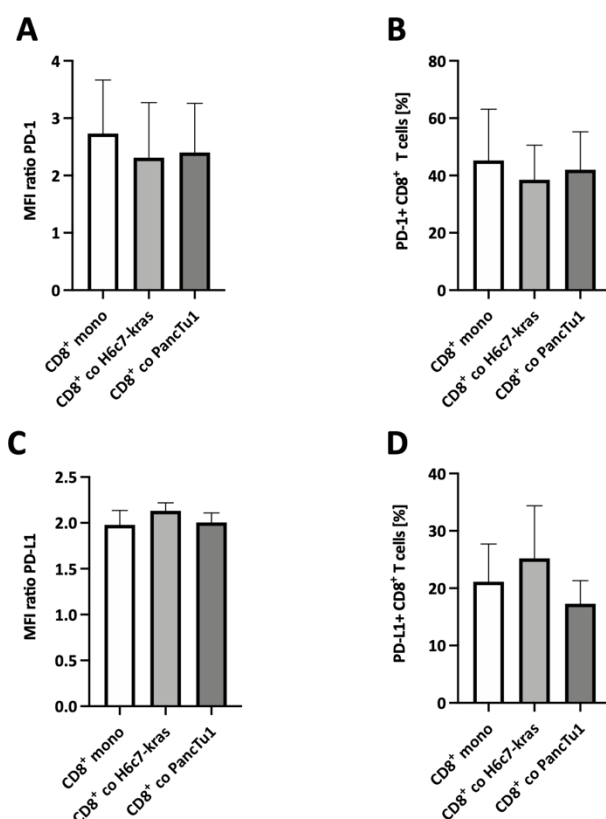 A
MFI ratio PD-1
4
3
2
1
0
CD8+ mono
CD8+ co H6c7-kras
CD8+ co PancTu1
B
PD-1+ CD8+ T cells [%]
80
60
40
20
0
CD8+ mono
CD8+ co H6c7-kras
CD8+ co PancTu1
C
MFI ratio PD-L1
2.5
2.0
1.5
1.0
0.5
0.0
CD8+ mono
CD8+ co H6c7-kras
CD8+ co PancTu1
D
PD-L1+ CD8+ T cells [%]
40
30
20
10
0
CD8+ mono
CD8+ co H6c7-kras
CD8+ co PancTu1